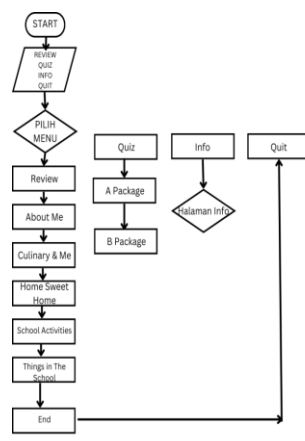 START
REVIEW
QUIZ
INFO
QUIT
PILIH
MENU
Review
About Me
Culinary & Me
Home Sweet
Home
School Activities
Things in The
School
End
Quiz
A Package
B Package
Info
Halaman Info
Quit